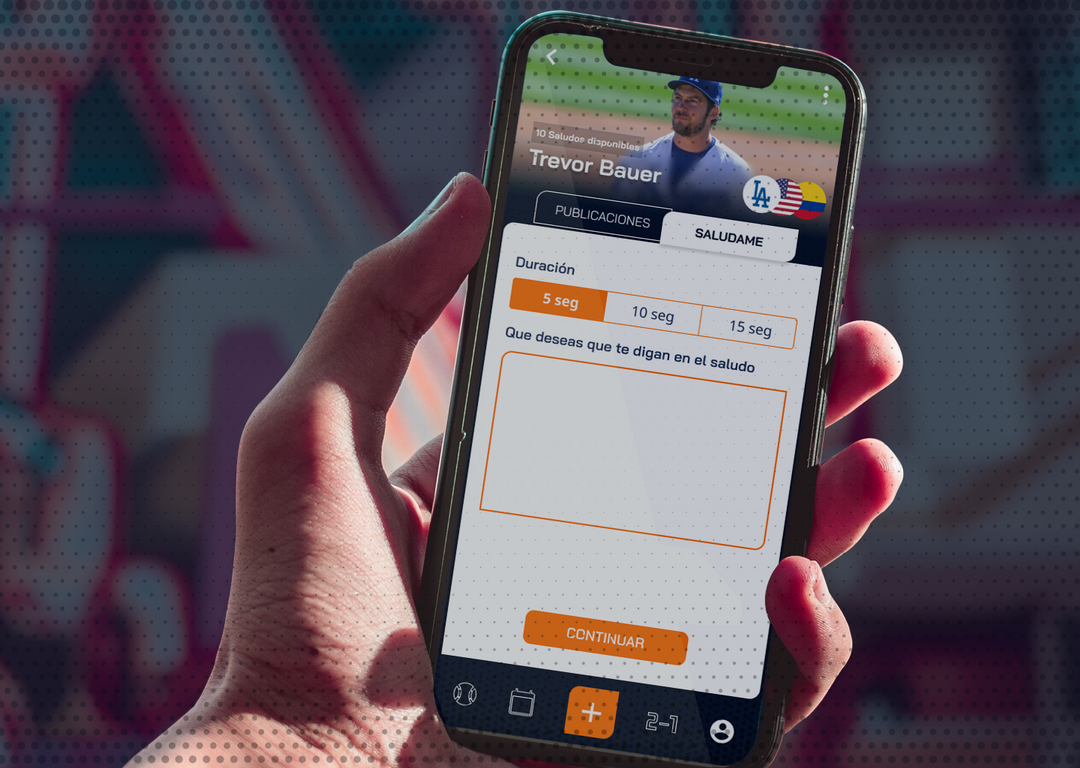 10 Saludos disponibles
Trevor Bauer
LA
PUBLICACIONES
SALUDAME
Duración
5 seg
10 seg
15 seg
Que deseas que te digan en el saludo
CONTINUAR
2-1